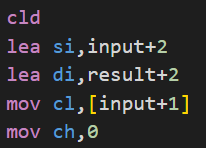 cld
lea si,input+2
lea di,result+2
mov cl,[input+1]
mov ch,0